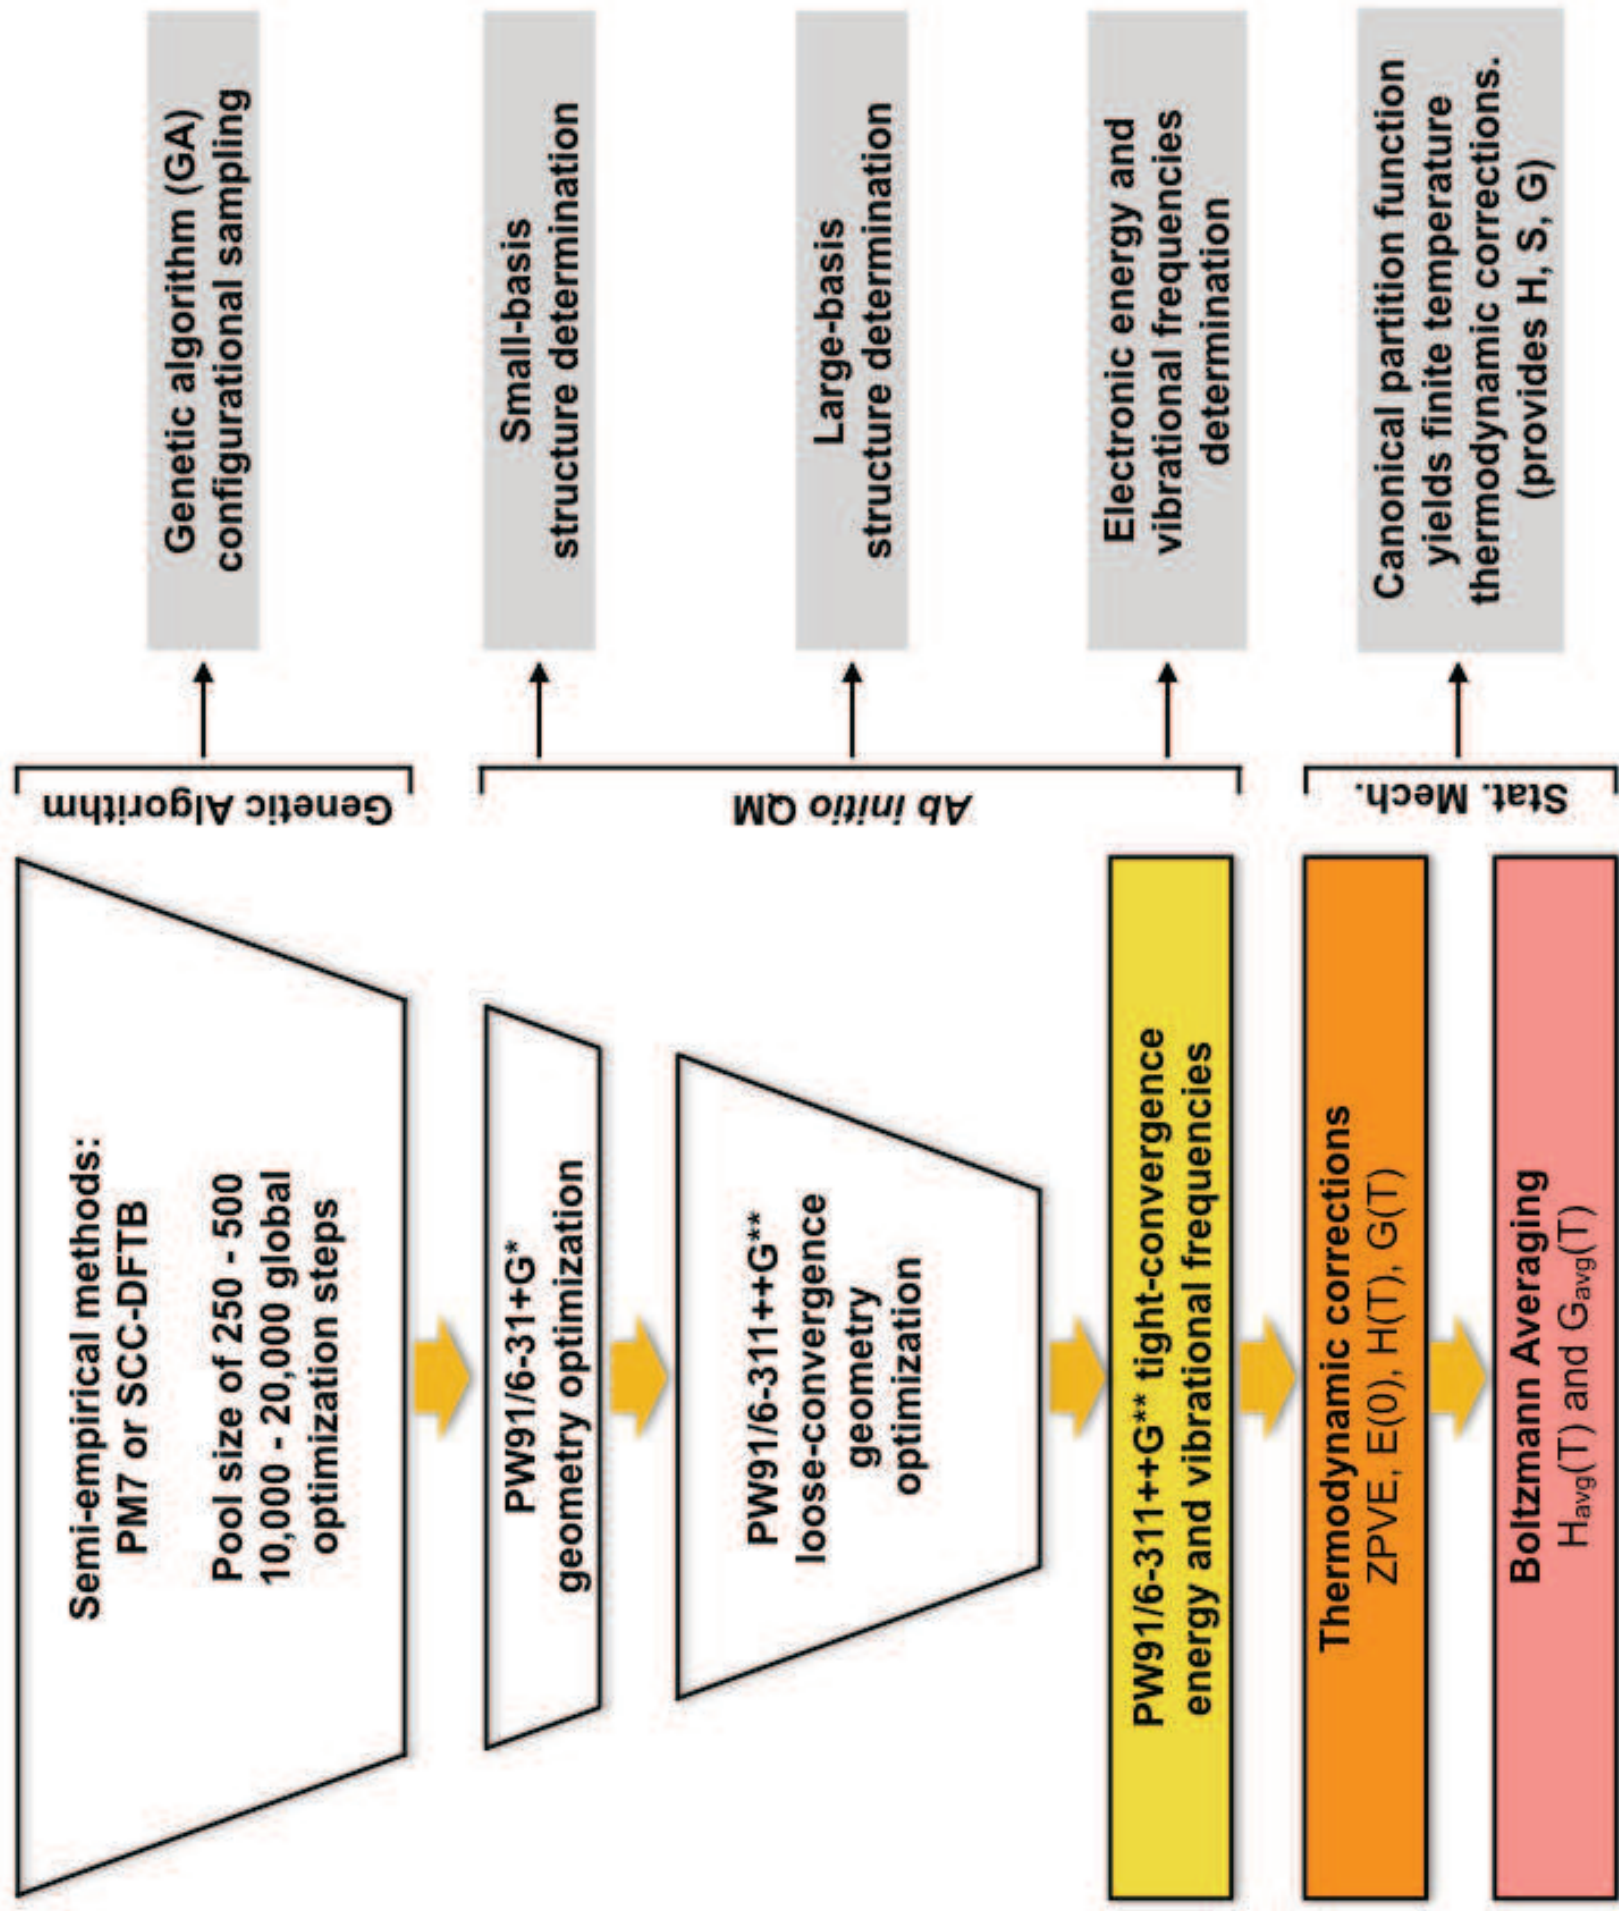 Semi-empirical methods:
PM7 or SCC-DFTB
Pool size of 250 - 500
10,000 - 20,000 global
optimization steps
Genetic Algorithm
Genetic algorithm (GA)
configurational sampling
PW91/6-31+G*
geometry optimization
Ab initio QM
Small-basis
structure determination
PW91/6-311++G**
loose-convergence
geometry
optimization
Large-basis
structure determination
PW91/6-311++G** tight-convergence
energy and vibrational frequencies
Electronic energy and
vibrational frequencies
determination
Thermodynamic corrections
ZPVE, E(0), H(T), G(T)
Stat. Mech.
Canonical partition function
yields finite temperature
thermodynamic corrections.
(provides H, S, G)
Boltzmann Averaging
Havg(T) and Gavg(T)